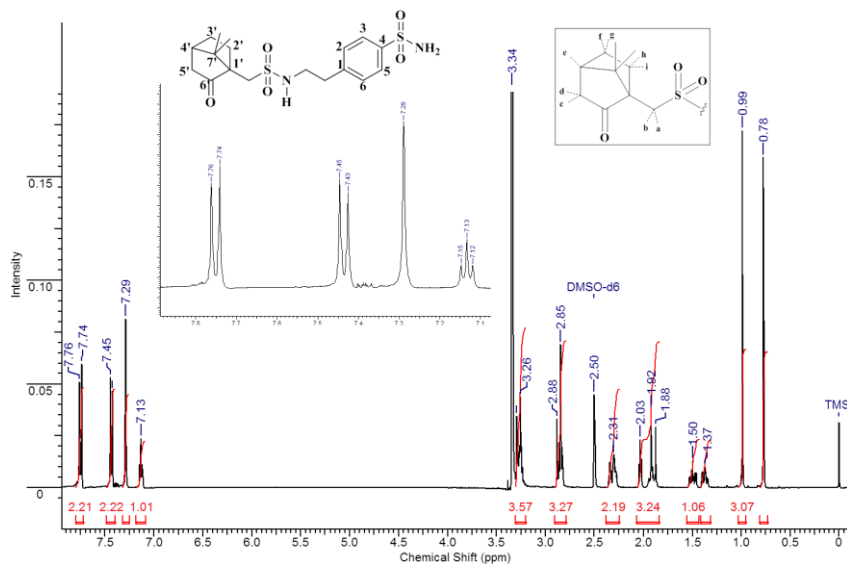 3'
4'
2'
7'
1'
5'
6'
O
O
S
O
N
H
1
2
3
4
5
6
O
S
NH₂
O
f
g
e
h
i
d
c
O
b
a
S
O
O
7.76
7.74
7.45
7.43
7.29
7.15
7.13
7.12
7.8
7.7
7.6
7.5
7.4
7.3
7.2
7.1
Intensity
0.15
0.10
0.05
0
7.76
7.74
7.45
7.29
7.13
3.34
3.26
2.88
2.85
DMSO-d6
2.50
2.31
2.03
1.92
1.88
1.50
1.37
0.99
0.78
TMS
2.21
2.22
1.01
3.57
3.27
2.19
3.24
1.06
3.07
7.5
7.0
6.5
6.0
5.5
5.0
4.5
4.0
3.5
3.0
2.5
2.0
1.5
1.0
0.5
0
Chemical Shift (ppm)